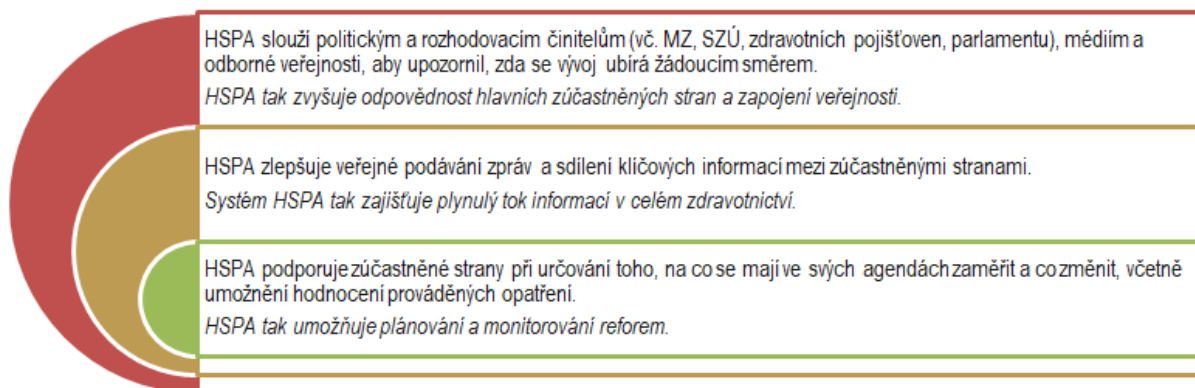 HSPA slouží politickým a rozhodovacím činitelům (vč. MZ, SZÚ, zdravotních pojišťoven, parlamentu), médiím a
odborné veřejnosti, aby upozornil, zda se vývoj ubírá žádoucím směrem.
HSPA tak zvyšuje odpovědnost hlavních zúčastněných stran a zapojení veřejnosti.
HSPA zlepšuje veřejné podávání zpráv a sdílení klíčových informací mezi zúčastněnými stranami.
Systém HSPA tak zajišťuje plynulý tok informací v celém zdravotnictví.
HSPA podporuje zúčastněné strany při určování toho, na co se mají ve svých agendách zaměřit a co změnit, včetně
umožnění hodnocení prováděných opatření.
HSPA tak umožňuje plánování a monitorování reforem.